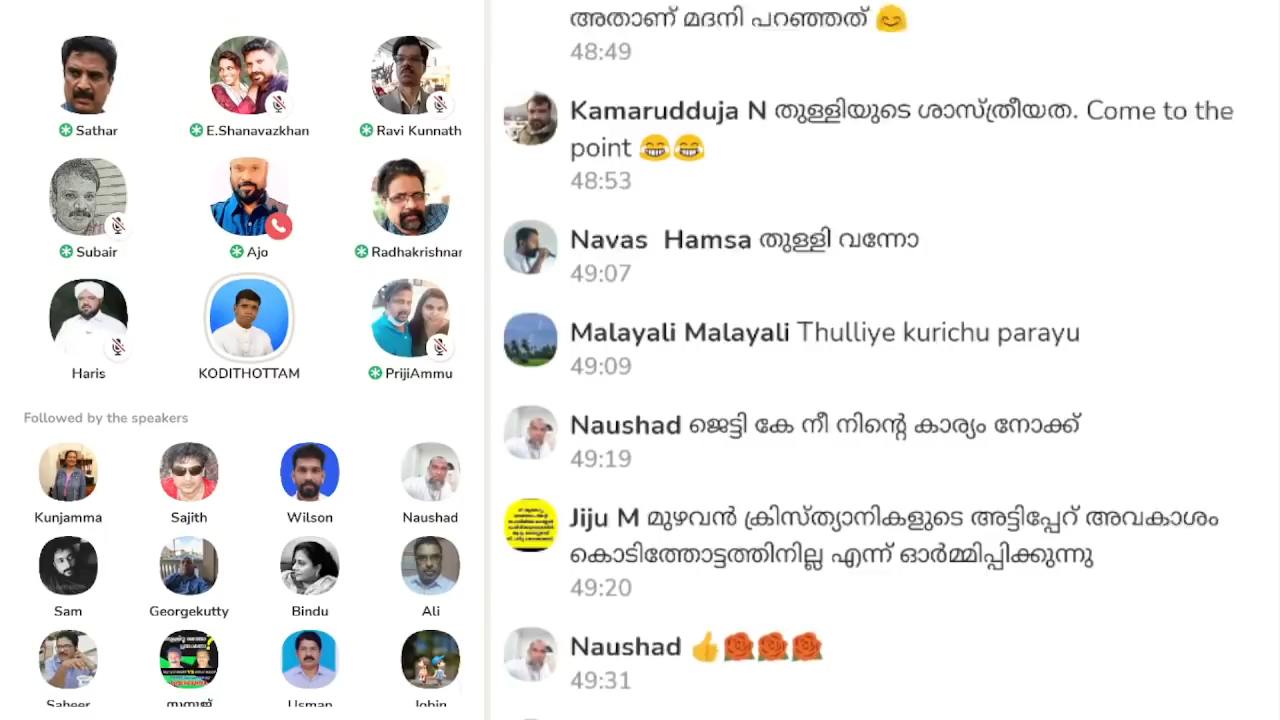 Sathar
E.Shanavazkhan
Ravi Kunnath
Subair
Ajo
Radhakrishnan
Haris
KODITHOTTAM
PrijiAmmu
Followed by the speakers
Kunjamma
Sajith
Wilson
Naushad
Sam
Georgekutty
Bindu
Ali
Saheer
Usman
Jobin
അതാണ് മദനി പറഞ്ഞത് 😊
48:49
Kamarudduja N തുള്ളിയുടെ ശാസ്ത്രീയത. Come to the
point 😂😂
48:53
Navas Hamsa തുള്ളി വന്നോ
49:07
Malayali Malayali Thulliye kurichu parayu
49:09
Naushad ജെട്ടി കേ നീ നിന്റെ കാര്യം നോക്ക്
49:19
Jiju M മുഴവൻ ക്രിസ്ത്യാനികളുടെ അട്ടിപ്പേറ് അവകാശം
കൊടിത്തോട്ടത്തിനില്ല എന്ന് ഓർമ്മിപ്പിക്കുന്നു
49:20
Naushad 👍🌹🌹🌹
49:31